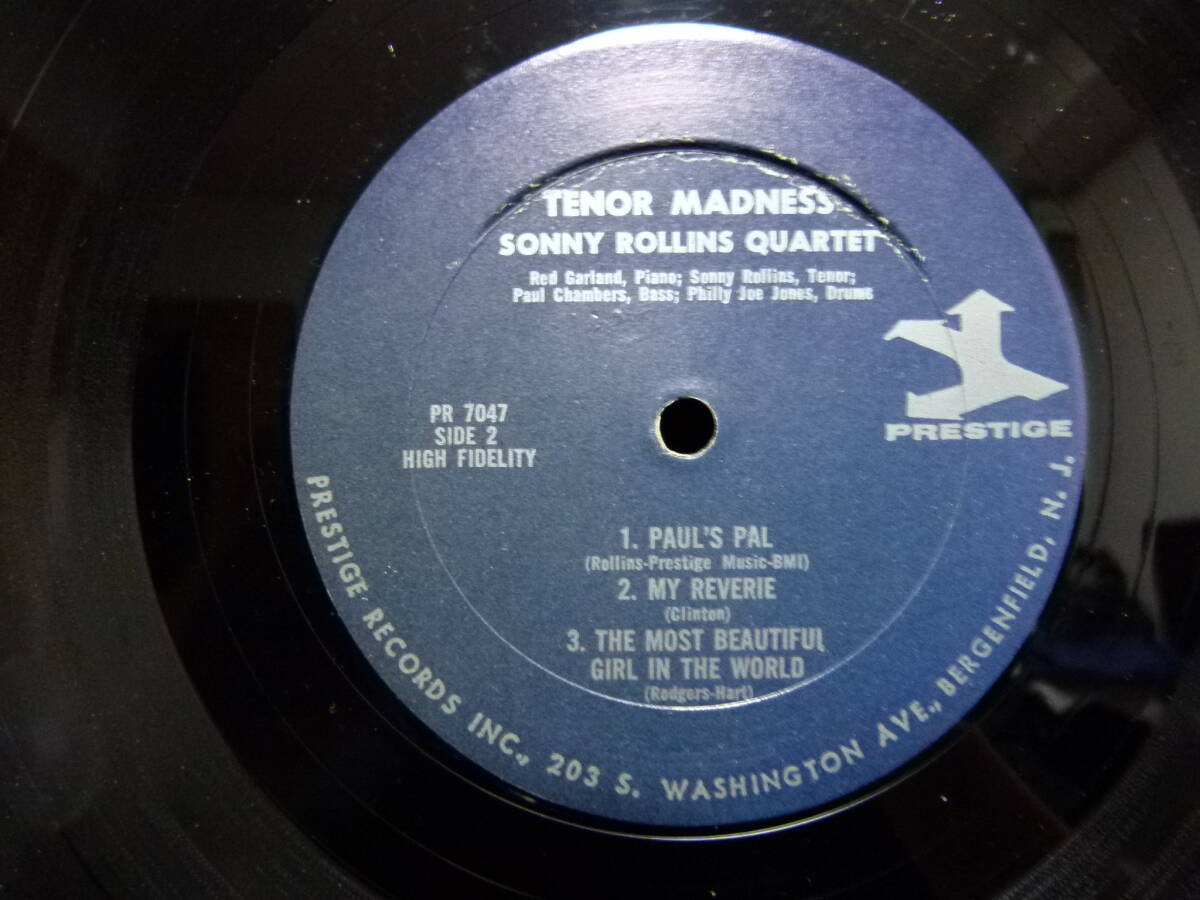 TENOR MADNESS
SONNY ROLLINS QUARTET
Red Garland, Piano; Sonny Rollins, Tenor;
Paul Chambers, Bass; Philly Joe Jones, Drums
PRESTIGE
PR 7047
SIDE 2
HIGH FIDELITY
1. PAUL'S PAL
(Rollins-Prestige Music-BMI)
2. MY REVERIE
(Clinton)
3. THE MOST BEAUTIFUL
GIRL IN THE WORLD
(Rodgers-Hart)
PRESTIGE RECORDS INC., 203 S. WASHINGTON AVE., BERGENFIELD, N. J.